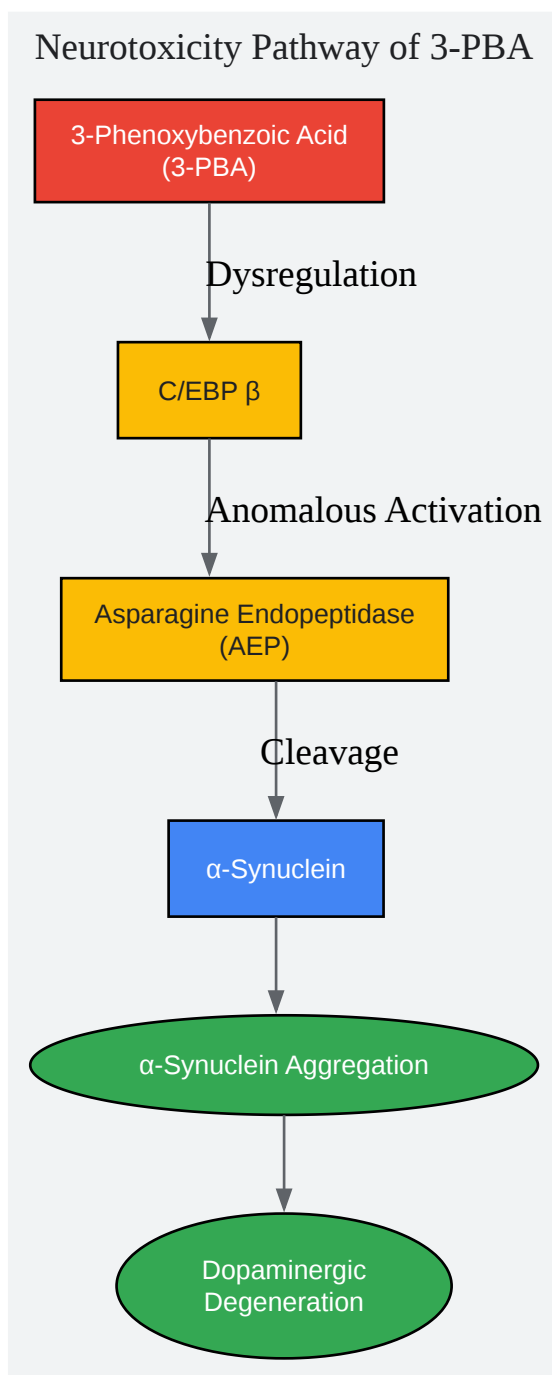 Neurotoxicity Pathway of 3-PBA
3-Phenoxybenzoic Acid
(3-PBA)
Dysregulation
C/EBP β
Anomalous Activation
Asparagine Endopeptidase
(AEP)
Cleavage
α-Synuclein
α-Synuclein Aggregation
Dopaminergic
Degeneration